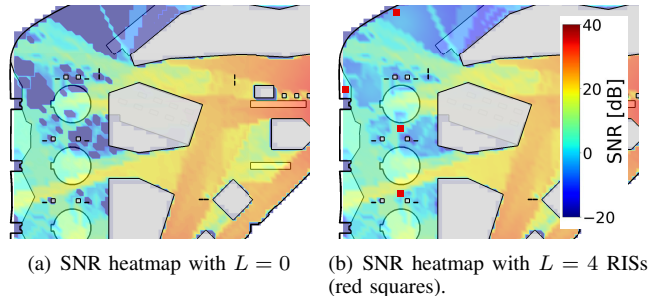 40
20
0
−20
SNR [dB]
(a) SNR heatmap with L = 0
(b) SNR heatmap with L = 4 RISs
(red squares).